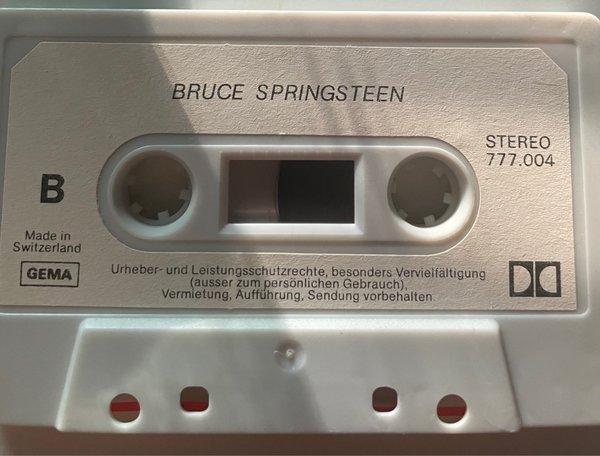 BRUCE SPRINGSTEEN
STEREO
777.004
B
Made in
Switzerland
GEMA
Urheber- und Leistungsschutzrechte, besonders Vervielfältigung
(ausser zum persönlichen Gebrauch),
Vermietung, Aufführung, Sendung vorbehalten.